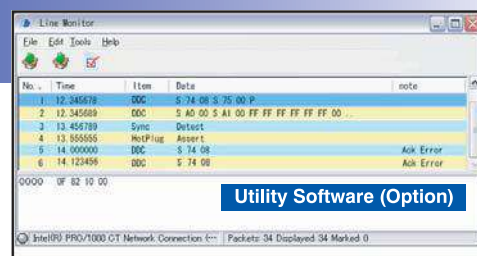 Line Monitor
File Edit Tools Help
No. Time Item Data note
1 12.345678 DDC S 74 08 S 75 00 P
2 12.345689 DDC S A0 00 S A1 00 FF FF FF FF FF FF 00 ..
3 13.456789 Sync Detect
4 13.555555 HotPlug Assert
5 14.000000 DDC S 74 08 Ack Error
6 14.123456 DDC S 74 08 Ack Error
0000 0F 82 10 00
Utility Software (Option)
Intel(R) PRO/1000 GT Network Connection (··· Packets: 34 Displayed 34 Marked 0